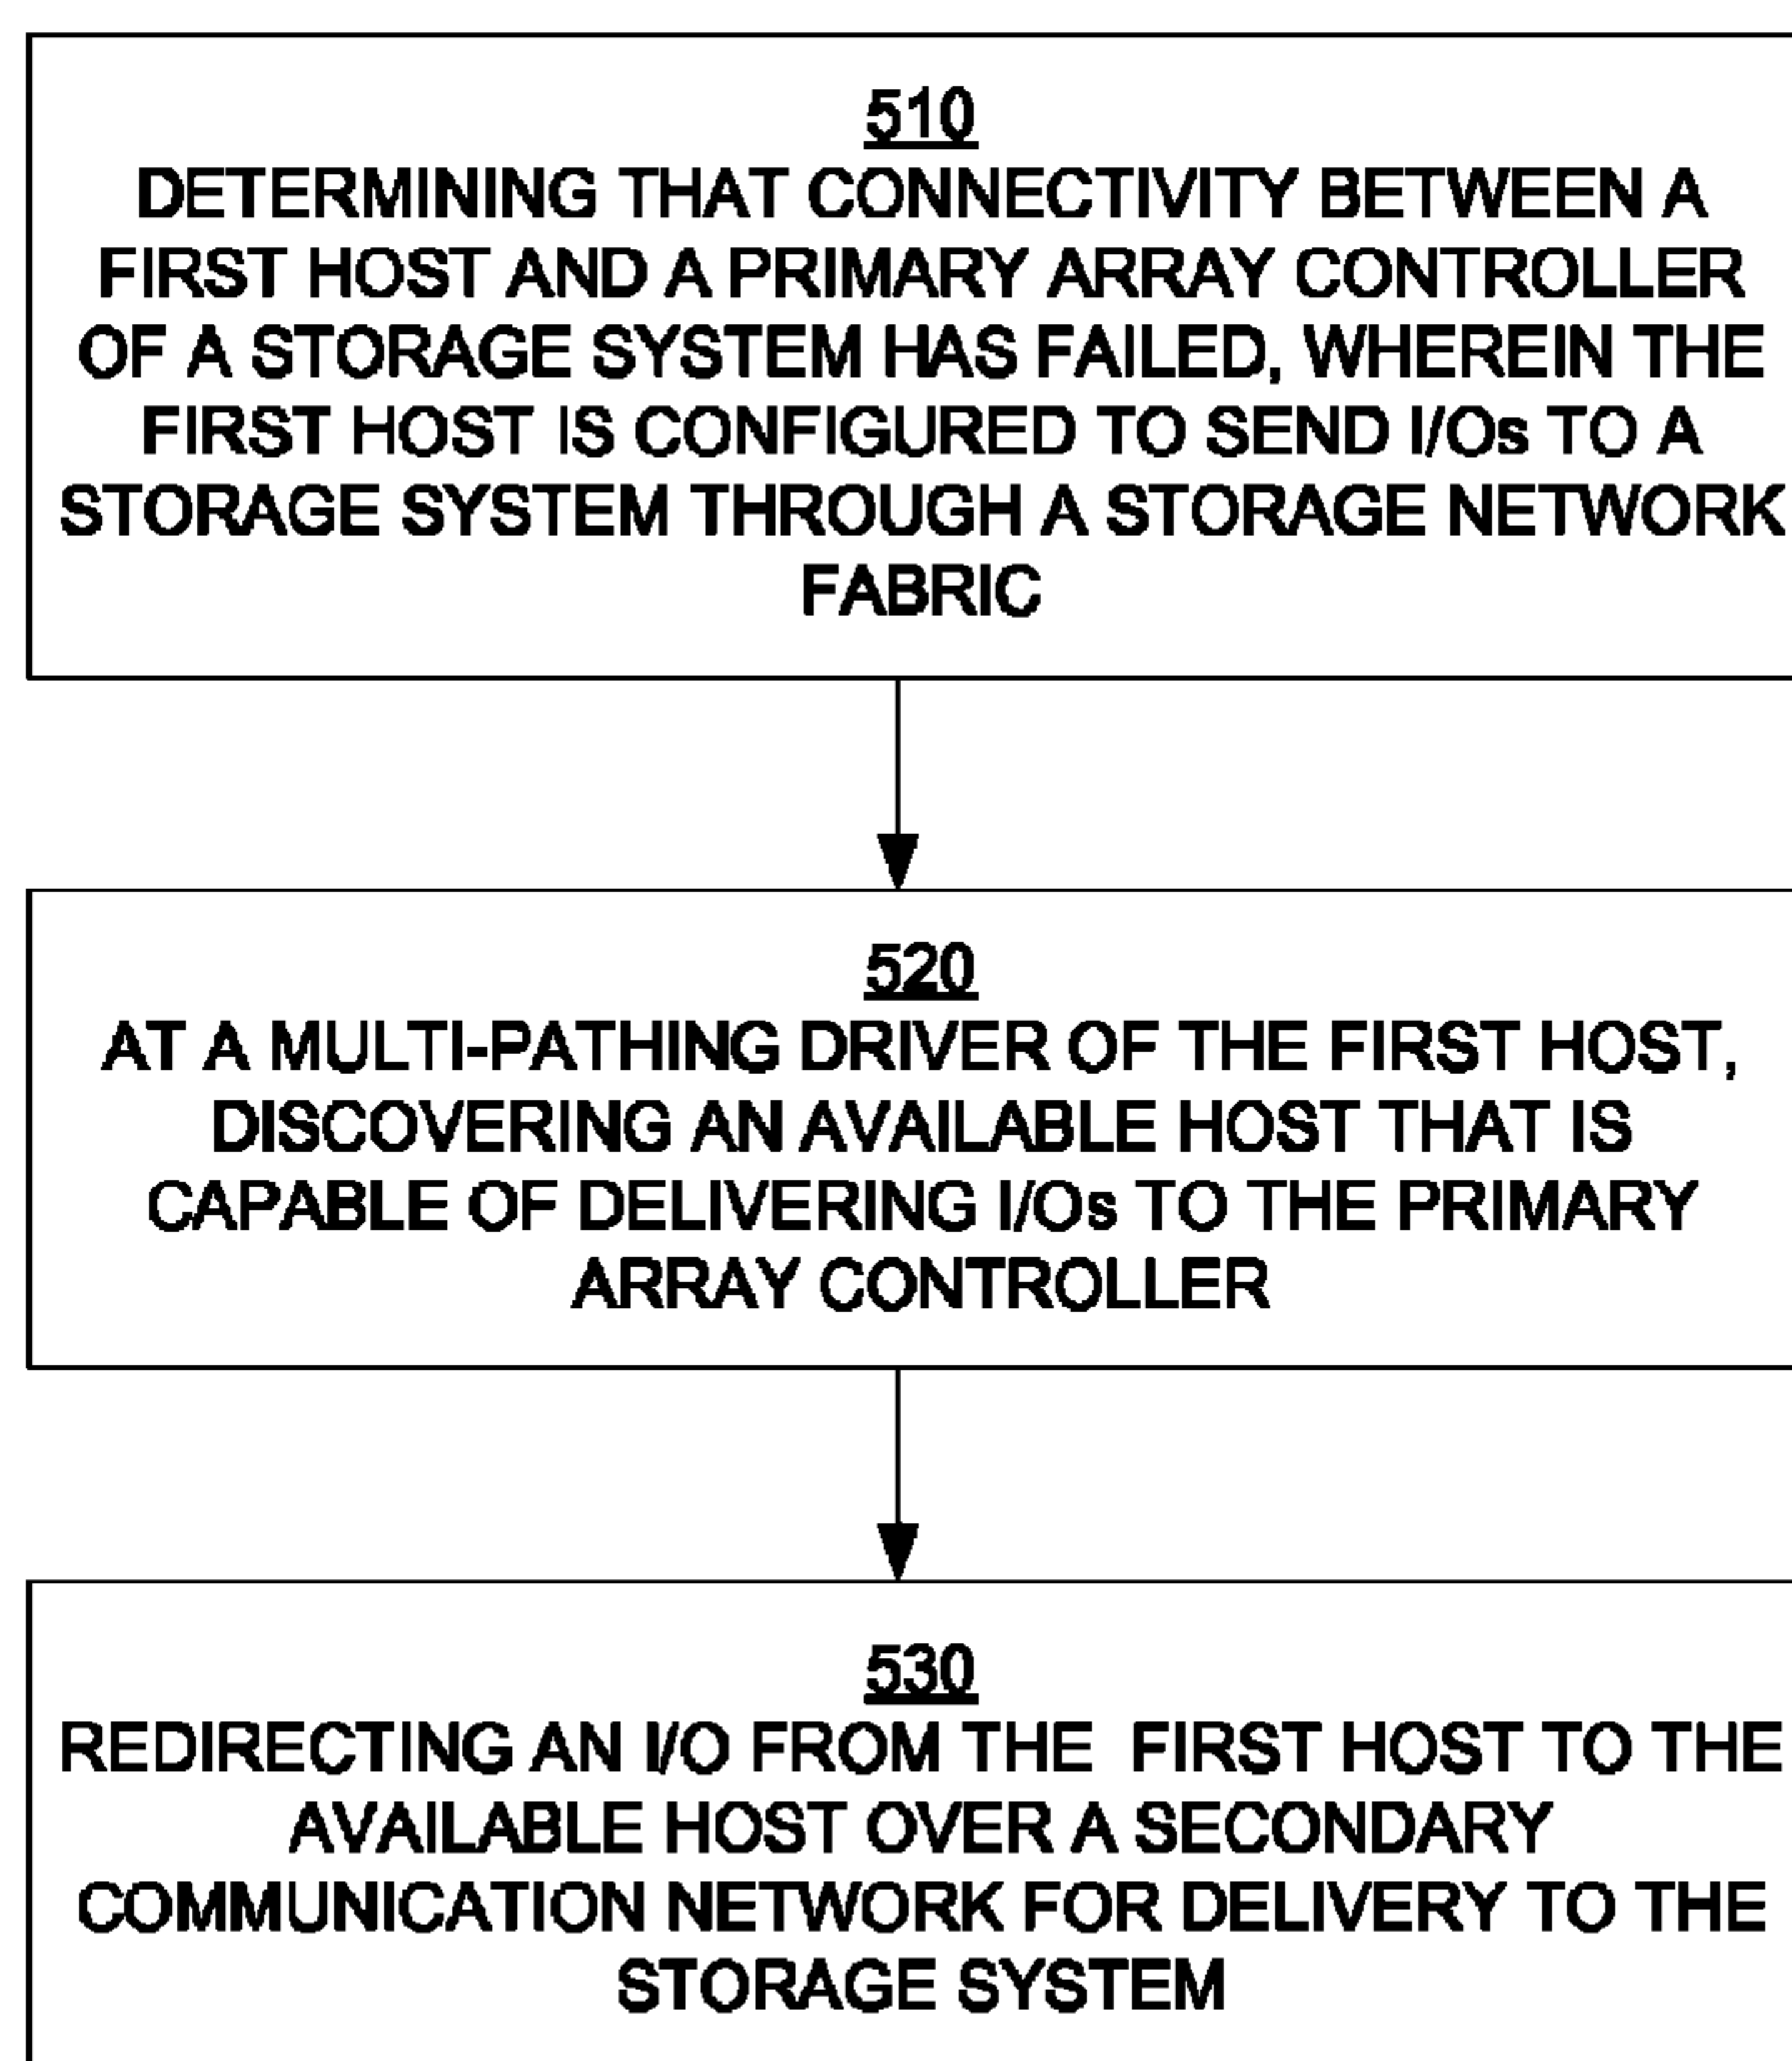 510
DETERMINING THAT CONNECTIVITY BETWEEN A
FIRST HOST AND A PRIMARY ARRAY CONTROLLER
OF A STORAGE SYSTEM HAS FAILED, WHEREIN THE
FIRST HOST IS CONFIGURED TO SEND I/Os TO A
STORAGE SYSTEM THROUGH A STORAGE NETWORK
FABRIC
520
AT A MULTI-PATHING DRIVER OF THE FIRST HOST,
DISCOVERING AN AVAILABLE HOST THAT IS
CAPABLE OF DELIVERING I/Os TO THE PRIMARY
ARRAY CONTROLLER
530
REDIRECTING AN I/O FROM THE FIRST HOST TO THE
AVAILABLE HOST OVER A SECONDARY
COMMUNICATION NETWORK FOR DELIVERY TO THE
STORAGE SYSTEM